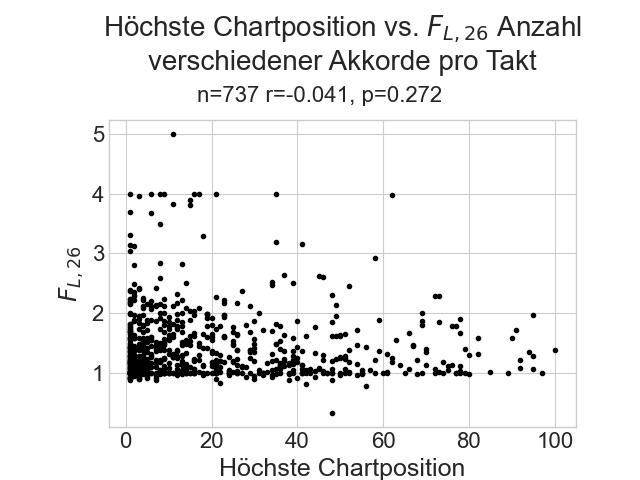 Höchste Chartposition vs. F_{L, 26} Anzahl
verschiedener Akkorde pro Takt
n=737 r=-0.041, p=0.272
5
4
3
2
1
F_{L, 26}
0 20 40 60 80 100
Höchste Chartposition